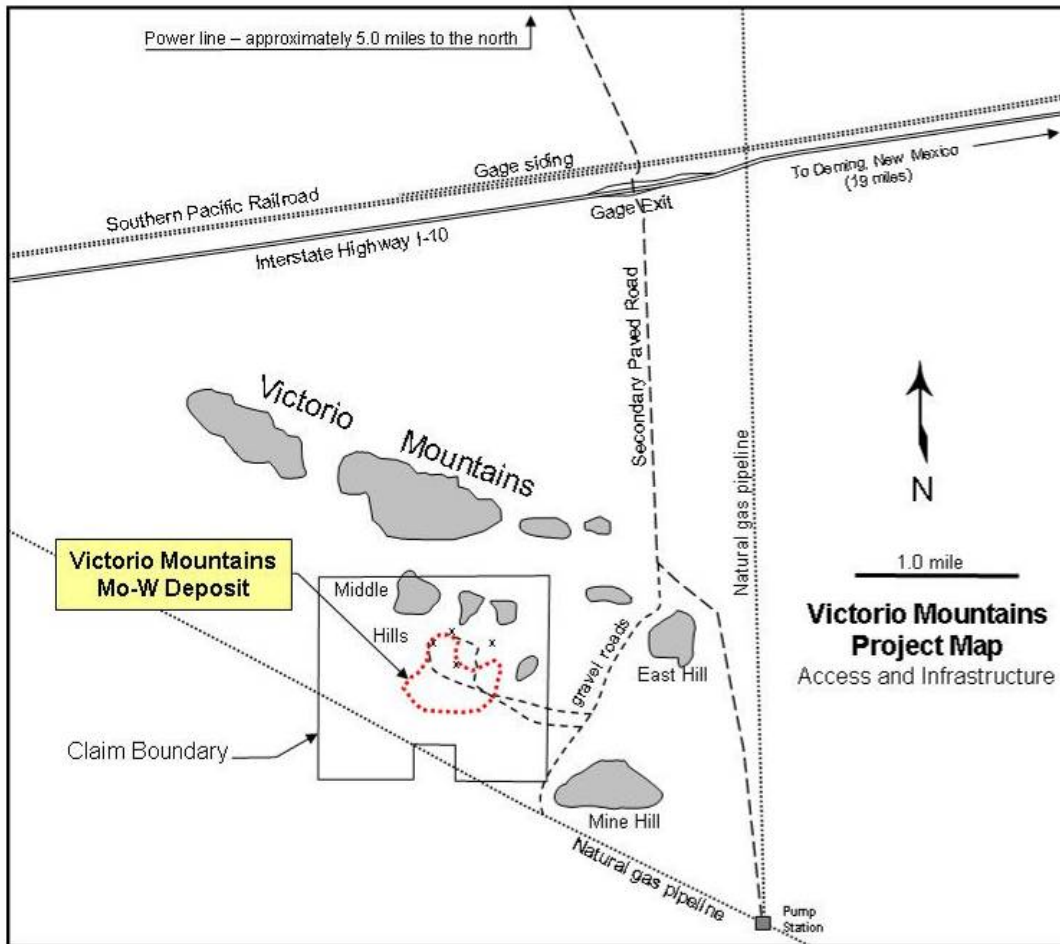 Power line – approximately 5.0 miles to the north
Gage siding
Southern Pacific Railroad
To Deming, New Mexico
(19 miles)
Gage Exit
Interstate Highway I-10
Secondary Paved Road
Natural gas pipeline
Victorio
Mountains
N
1.0 mile
Victorio Mountains
Mo-W Deposit
Middle
Hills
Victorio Mountains
Project Map
Access and Infrastructure
x
x
x
x
gravel roads
East Hill
Claim Boundary
Mine Hill
Natural gas pipeline
Pump
Station